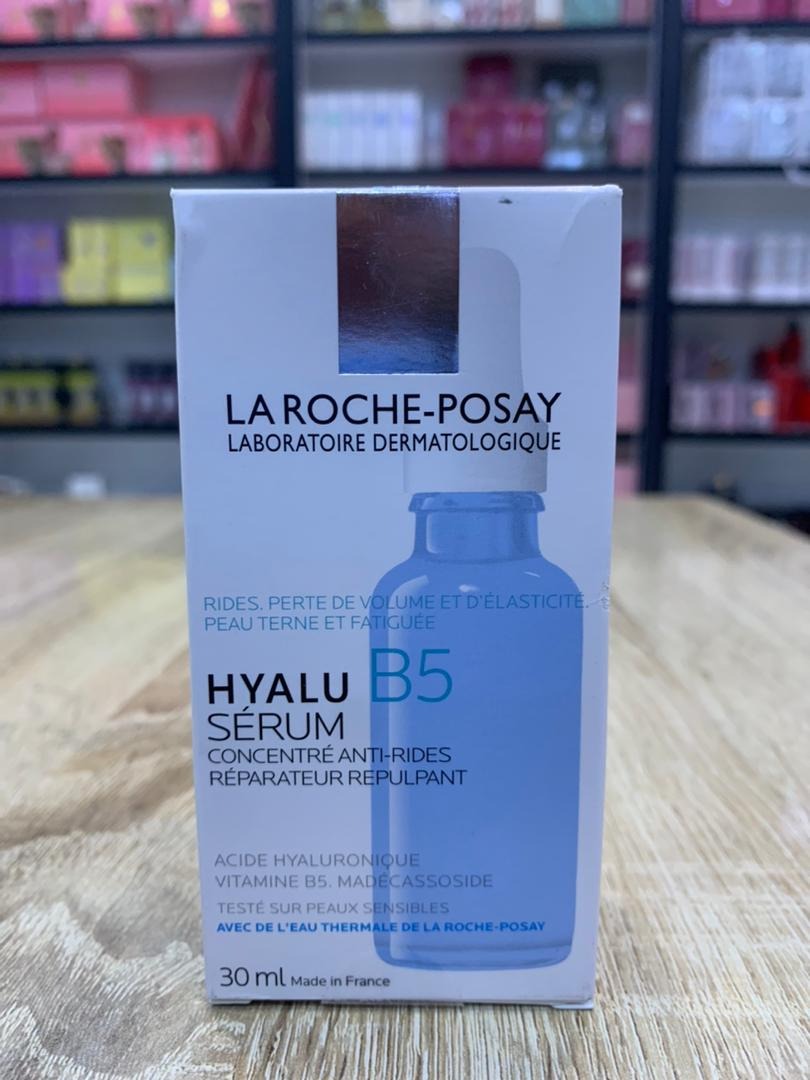 LA ROCHE-POSAY
LABORATOIRE DERMATOLOGIQUE
RIDES. PERTE DE VOLUME ET D'ÉLASTICITÉ.
PEAU TERNE ET FATIGUÉE
HYALU B5
SÉRUM
CONCENTRÉ ANTI-RIDES
RÉPARATEUR REPULPANT
ACIDE HYALURONIQUE
VITAMINE B5. MADÉCASSOSIDE
TESTÉ SUR PEAUX SENSIBLES
AVEC DE L'EAU THERMALE DE LA ROCHE-POSAY
30 ml Made in France